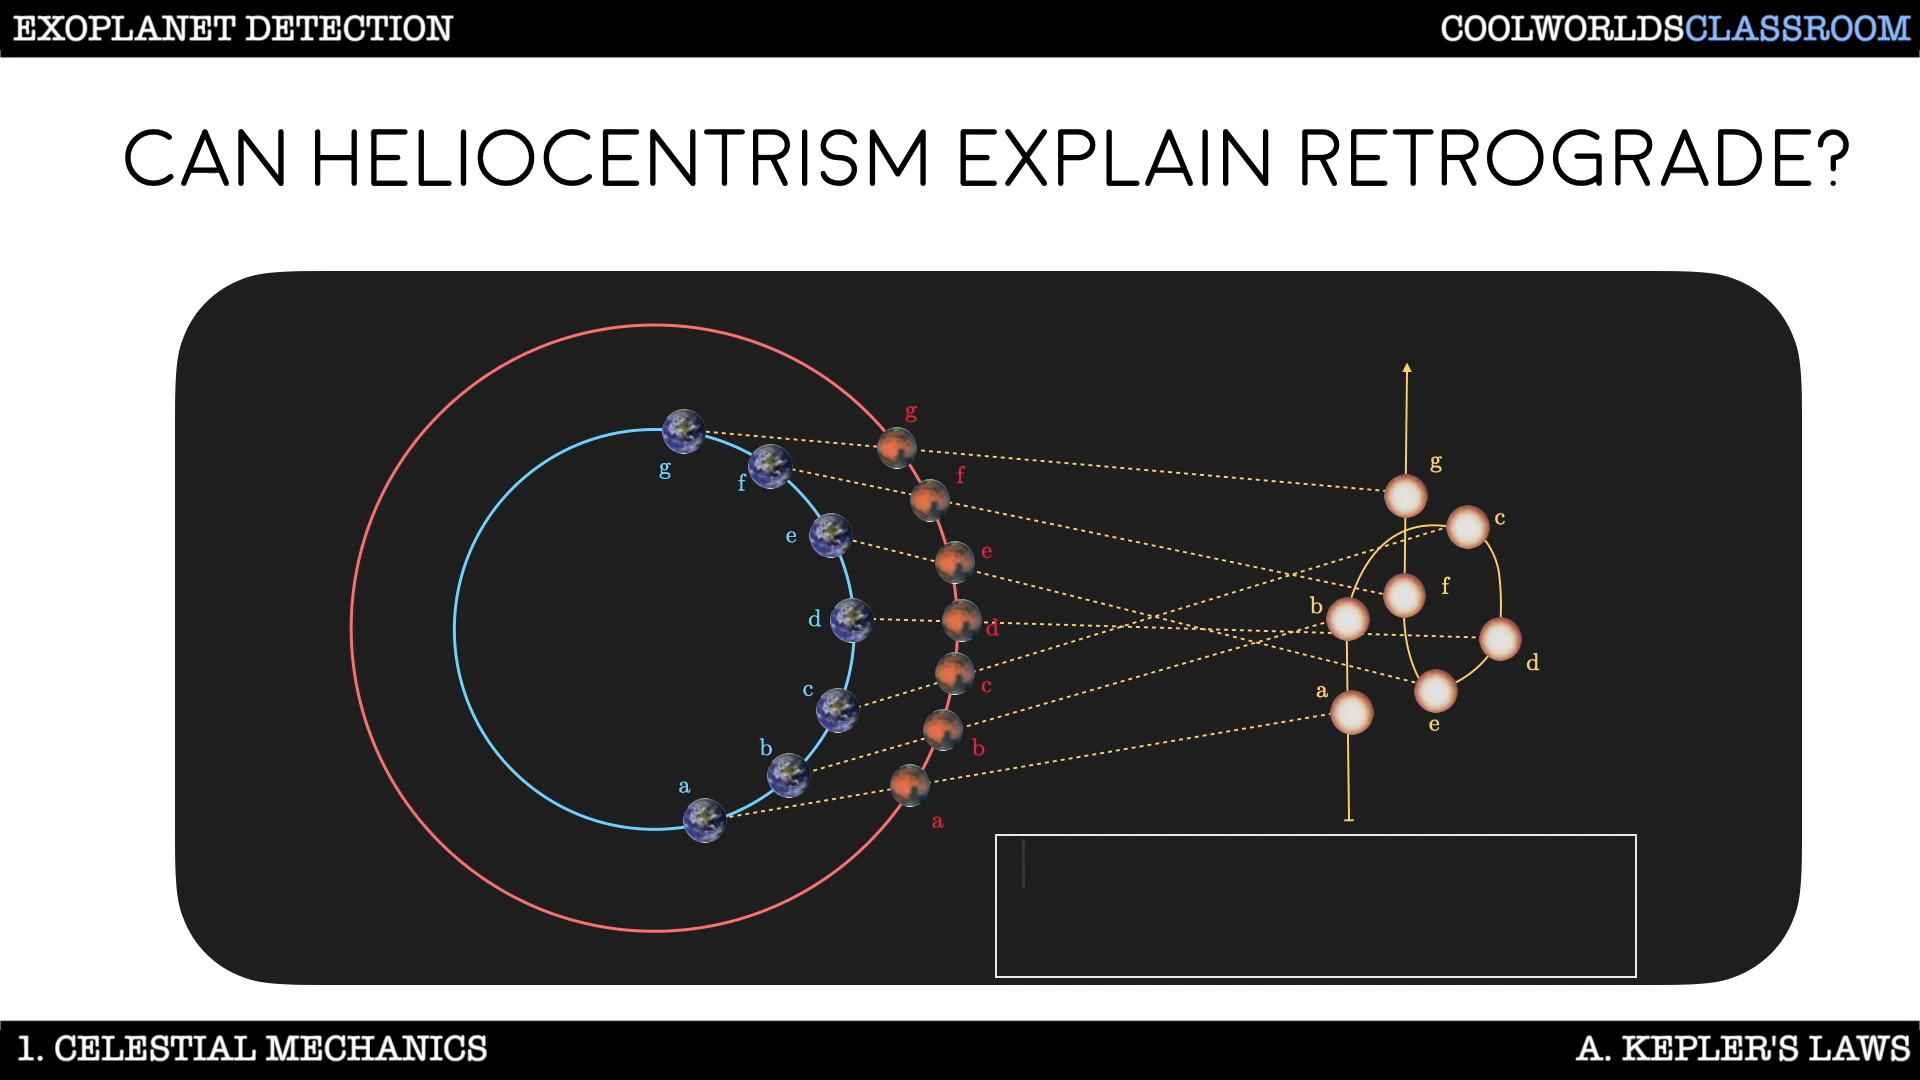 EXOPLANET DETECTION
COOLWORLDSCLASSROOM
CAN HELIOCENTRISM EXPLAIN RETROGRADE?
g
f
e
d
c
b
a
g
f
e
d
c
b
a
g
c
f
b
d
a
e
1. CELESTIAL MECHANICS
A. KEPLER'S LAWS